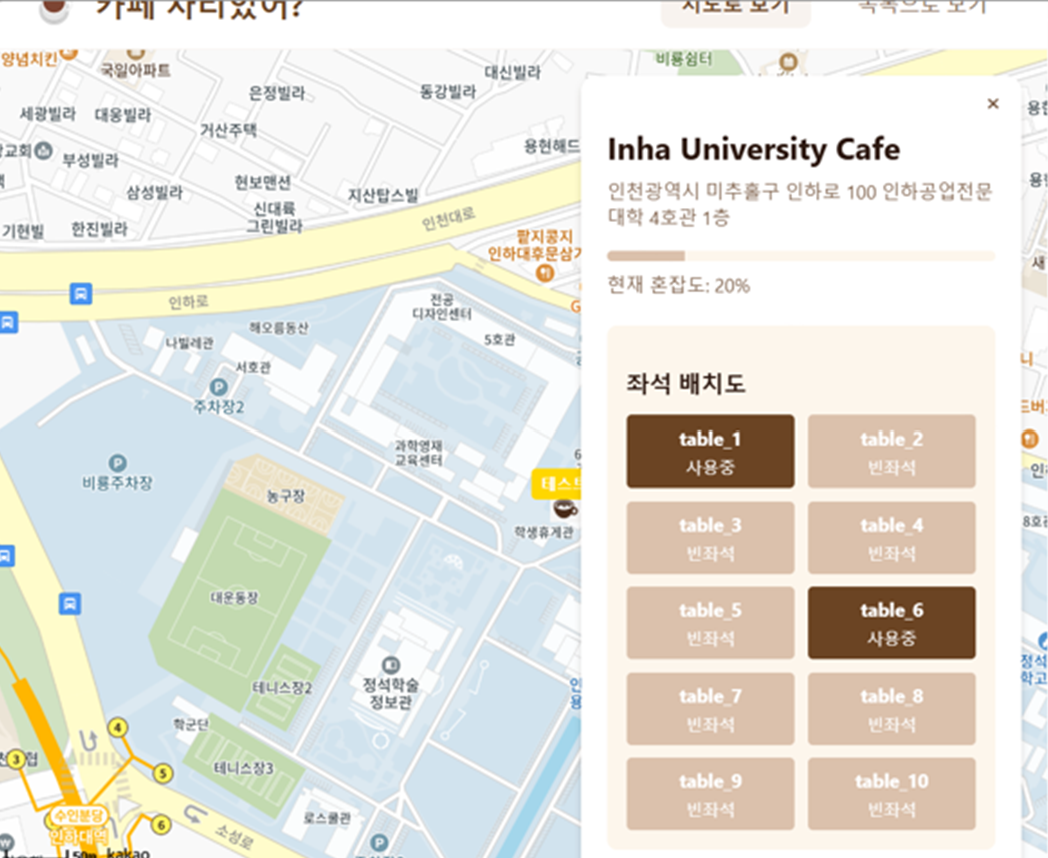 카페 자리있어?
지도로 보기
목록으로 보기
양념치킨
국일아파트
대신빌라
비룡쉼터
은정빌라
동강빌라
세광빌라
대웅빌라
거산주택
용현해드
교회
부성빌라
삼성빌라
현보맨션
지산탑스빌
신대륙
그린빌라
기현빌
한진빌라
인천대로
팥지콩지
인하대후문삼거
인하로
전공
디자인센터
해오름동산
나빌레관
서호관
5호관
P
주차장2
과학영재
교육센터
P
비룡주차장
농구장
테스트
학생휴게관
대운동장
정석학술
정보관
테니스장2
학군단
테니스장3
로스쿨관
소성로
P
3
4
5
6
수인분당
인하대역
50m
kakao
×
Inha University Cafe
인천광역시 미추홀구 인하로 100 인하공업전문
대학 4호관 1층
현재 혼잡도: 20%
좌석 배치도
table_1
사용중
table_2
빈좌석
table_3
빈좌석
table_4
빈좌석
table_5
빈좌석
table_6
사용중
table_7
빈좌석
table_8
빈좌석
table_9
빈좌석
table_10
빈좌석